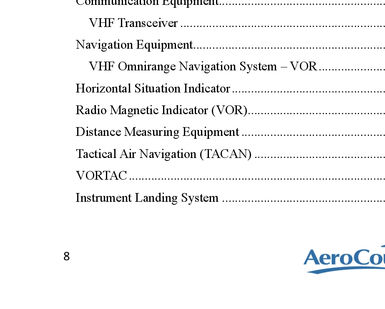 Communication Equipment........................................
VHF Transceiver ........................................................
Navigation Equipment................................................
VHF Omnirange Navigation System – VOR .................
Horizontal Situation Indicator .......................................
Radio Magnetic Indicator (VOR)...................................
Distance Measuring Equipment .....................................
Tactical Air Navigation (TACAN) .................................
VORTAC .....................................................................
Instrument Landing System ..........................................
8